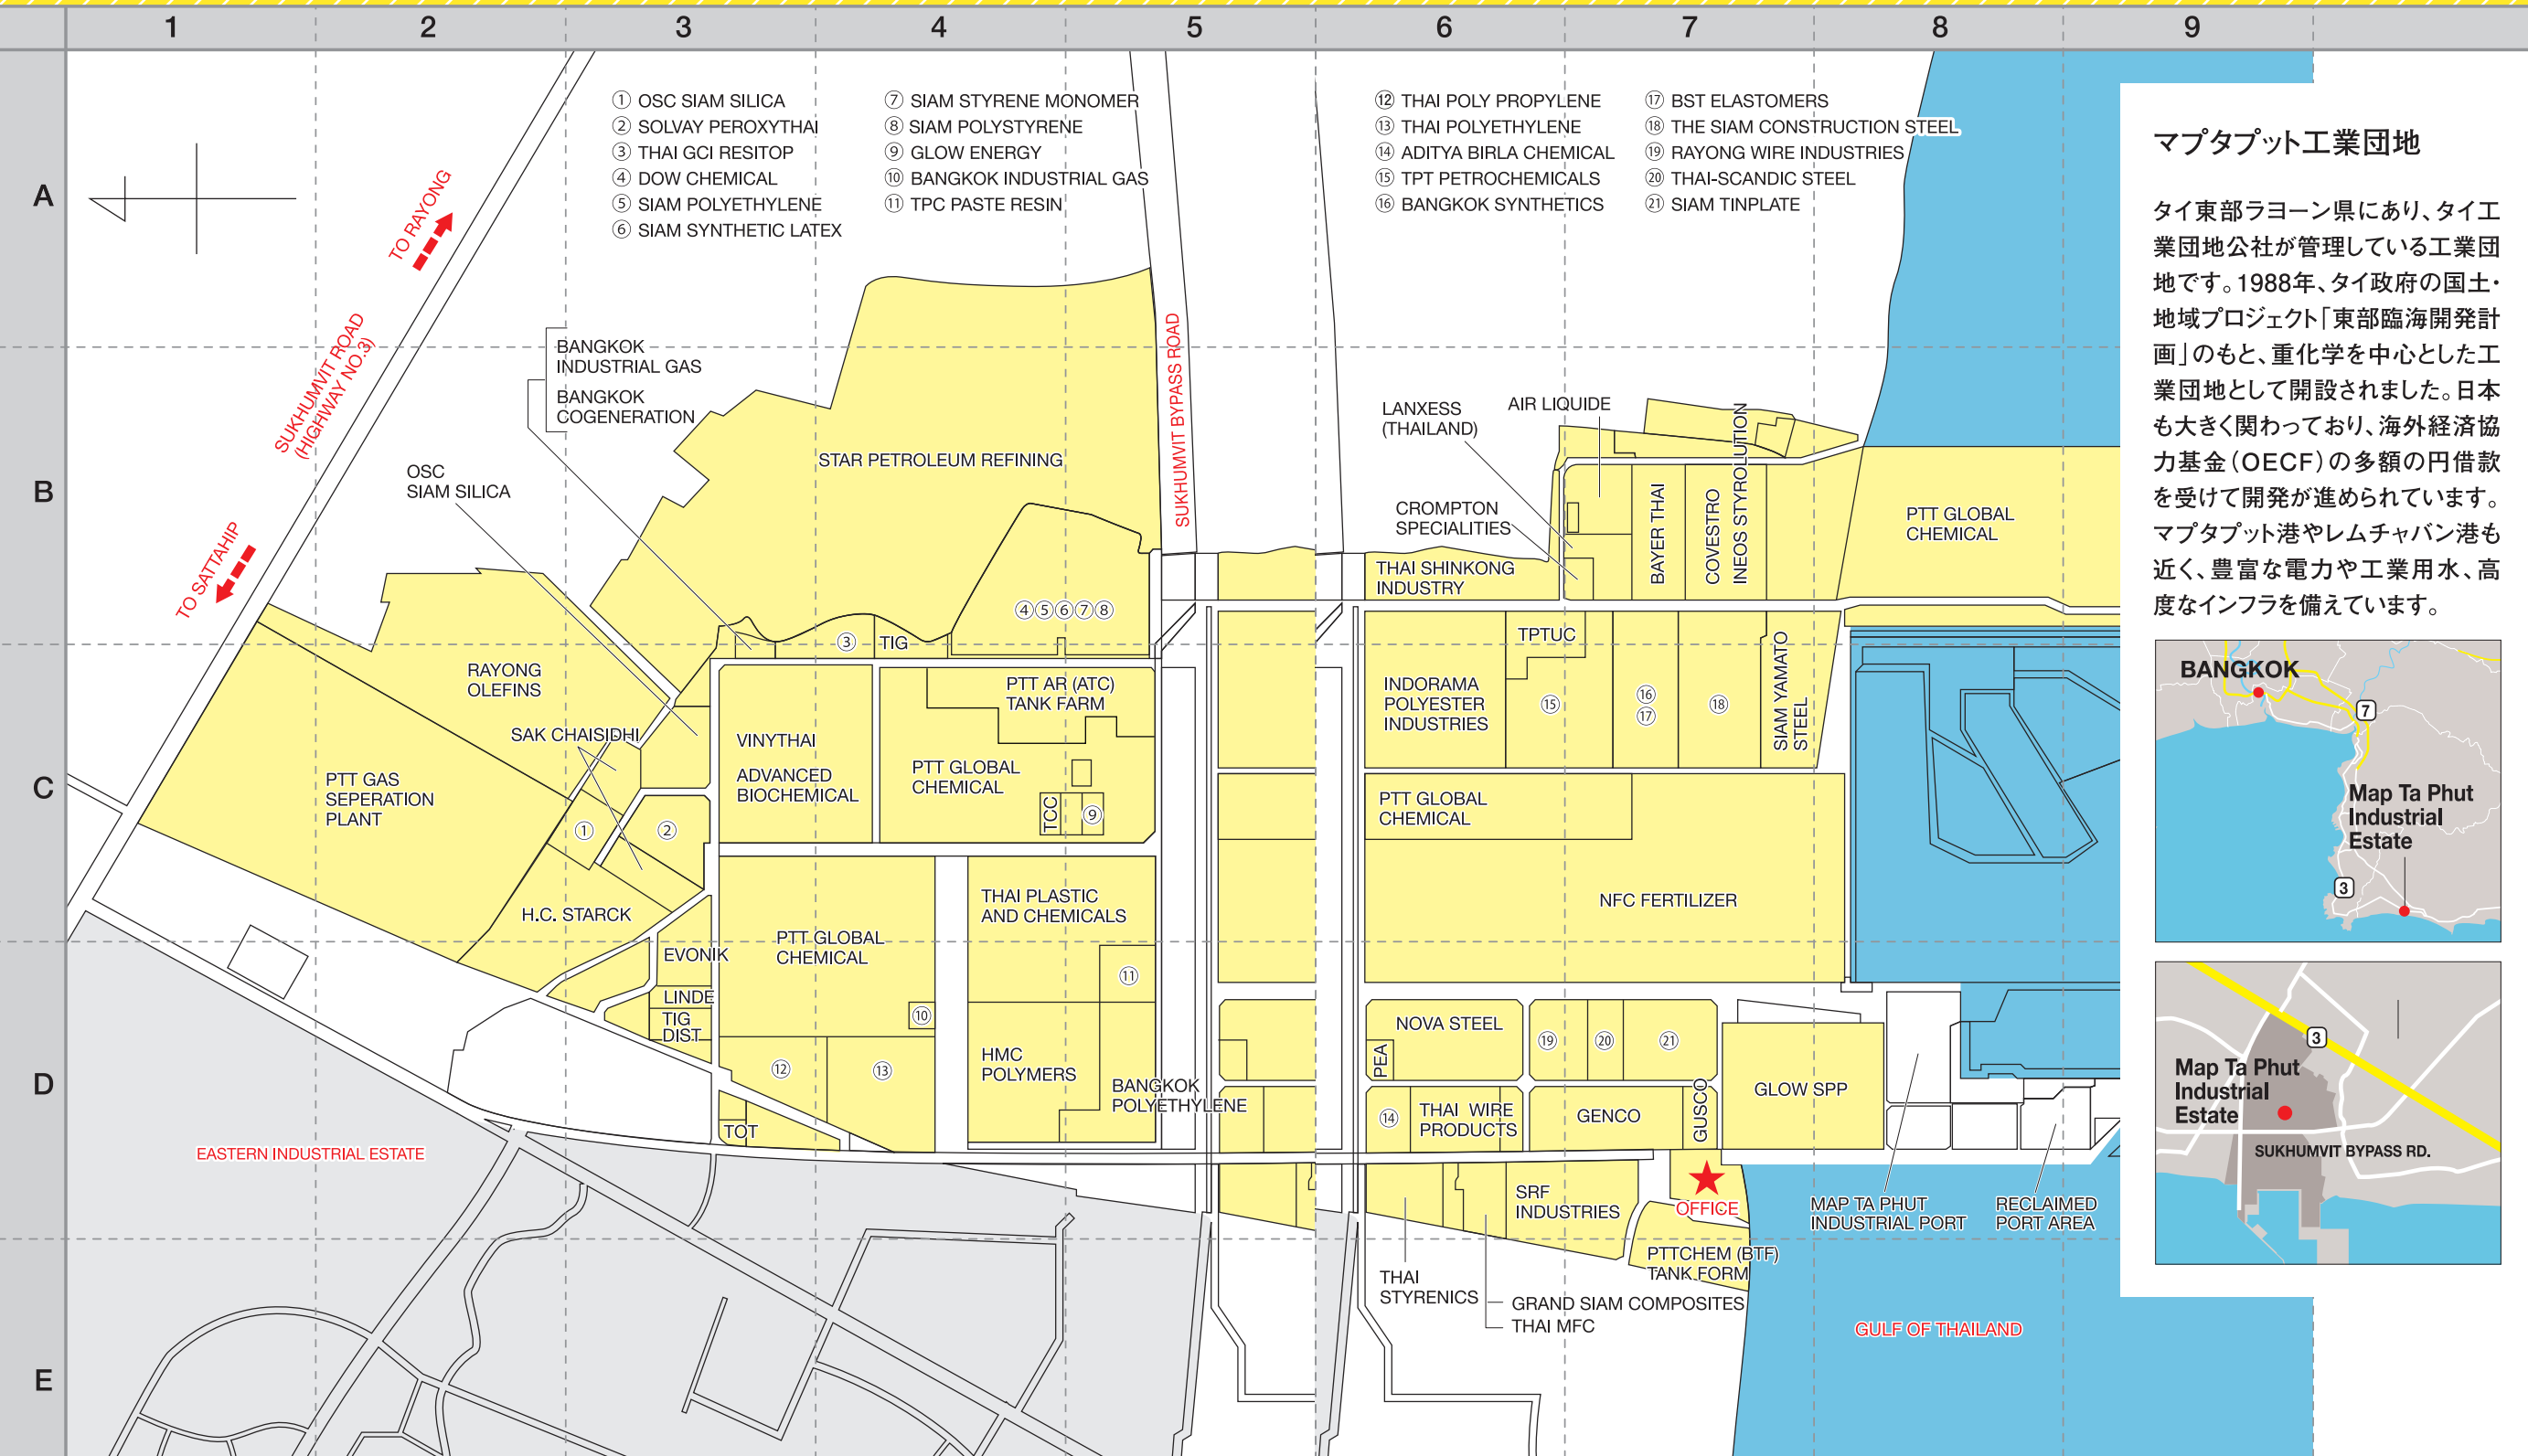 1 2 3 4 5 6 7 8 9
A
B
C
D
E
① OSC SIAM SILICA
② SOLVAY PEROXYTHAI
③ THAI GCI RESITOP
④ DOW CHEMICAL
⑤ SIAM POLYETHYLENE
⑥ SIAM SYNTHETIC LATEX
⑦ SIAM STYRENE MONOMER
⑧ SIAM POLYSTYRENE
⑨ GLOW ENERGY
⑩ BANGKOK INDUSTRIAL GAS
⑪ TPC PASTE RESIN
⑫ THAI POLY PROPYLENE
⑬ THAI POLYETHYLENE
⑭ ADITYA BIRLA CHEMICAL
⑮ TPT PETROCHEMICALS
⑯ BANGKOK SYNTHETICS
⑰ BST ELASTOMERS
⑱ THE SIAM CONSTRUCTION STEEL
⑲ RAYONG WIRE INDUSTRIES
⑳ THAI-SCANDIC STEEL
㉑ SIAM TINPLATE
TO RAYONG
SUKHUMVIT ROAD
(HIGHWAY NO.3)
TO SATTAHIP
BANGKOK
INDUSTRIAL GAS
BANGKOK
COGENERATION
OSC
SIAM SILICA
STAR PETROLEUM REFINING
SUKHUMVIT BYPASS ROAD
④⑤⑥⑦⑧
③
TIG
RAYONG
OLEFINS
SAK CHAISIDHI
PTT GAS
SEPERATION
PLANT
①
②
H.C. STARCK
VINYTHAI
ADVANCED
BIOCHEMICAL
PTT AR (ATC)
TANK FARM
PTT GLOBAL
CHEMICAL
TCC
⑨
EVONIK
LINDE
TIG
DIST
PTT GLOBAL
CHEMICAL
⑩
⑫
⑬
TOT
THAI PLASTIC
AND CHEMICALS
⑪
HMC
POLYMERS
BANGKOK
POLYETHYLENE
EASTERN INDUSTRIAL ESTATE
LANXESS
(THAILAND)
AIR LIQUIDE
CROMPTON
SPECIALITIES
THAI SHINKONG
INDUSTRY
BAYER THAI
COVESTRO
INEOS STYROLUTION
PTT GLOBAL
CHEMICAL
INDORAMA
POLYESTER
INDUSTRIES
TPTUC
⑮
⑯
⑰
⑱
SIAM YAMATO
STEEL
PTT GLOBAL
CHEMICAL
NFC FERTILIZER
NOVA STEEL
PEA
⑲
⑳
㉑
⑭
THAI WIRE
PRODUCTS
GENCO
GUSCO
GLOW SPP
SRF
INDUSTRIES
OFFICE
PTTCHEM (BTF)
TANK FORM
THAI
STYRENICS
GRAND SIAM COMPOSITES
THAI MFC
MAP TA PHUT
INDUSTRIAL PORT
RECLAIMED
PORT AREA
GULF OF THAILAND
マプタプット工業団地
タイ東部ラヨーン県にあり、タイ工
業団地公社が管理している工業団
地です。1988年、タイ政府の国土・
地域プロジェクト「東部臨海開発計
画」のもと、重化学を中心とした工
業団地として開設されました。日本
も大きく関わっており、海外経済協
力基金（OECF）の多額の円借款
を受けて開発が進められています。
マプタプット港やレムチャバン港も
近く、豊富な電力や工業用水、高
度なインフラを備えています。
BANGKOK
7
Map Ta Phut
Industrial
Estate
3
3
Map Ta Phut
Industrial
Estate
SUKHUMVIT BYPASS RD.